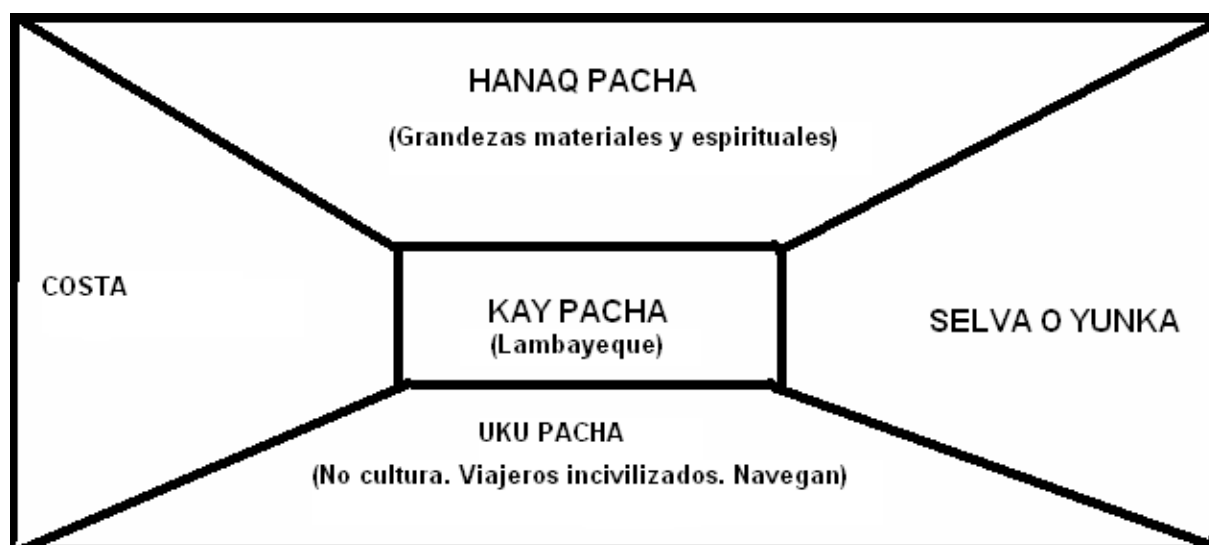 HANAQ PACHA
(Grandezas materiales y espirituales)
COSTA
KAY PACHA
(Lambayeque)
SELVA O YUNKA
UKU PACHA
(No cultura. Viajeros incivilizados. Navegan)